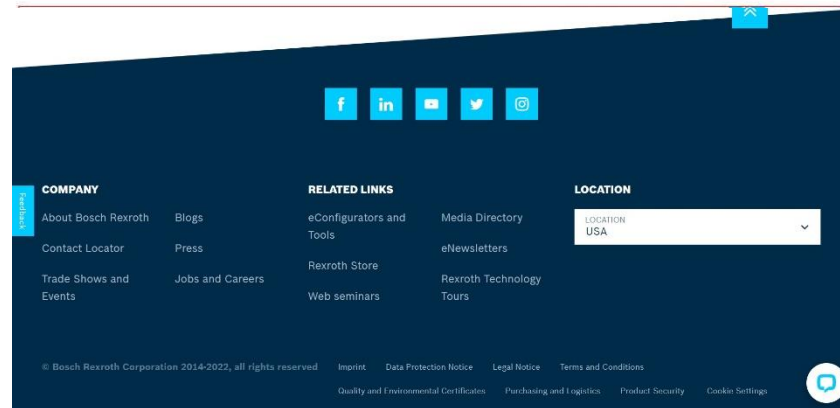 COMPANY
About Bosch Rexroth
Contact Locator
Trade Shows and
Events
Blogs
Press
Jobs and Careers
RELATED LINKS
eConfigurators and
Tools
Rexroth Store
Web seminars
Media Directory
eNewsletters
Rexroth Technology
Tours
LOCATION
LOCATION
USA
Feedback
© Bosch Rexroth Corporation 2014-2022, all rights reserved
Imprint Data Protection Notice Legal Notice Terms and Conditions
Quality and Environmental Certificates Purchasing and Logistics Product Security Cookie Settings